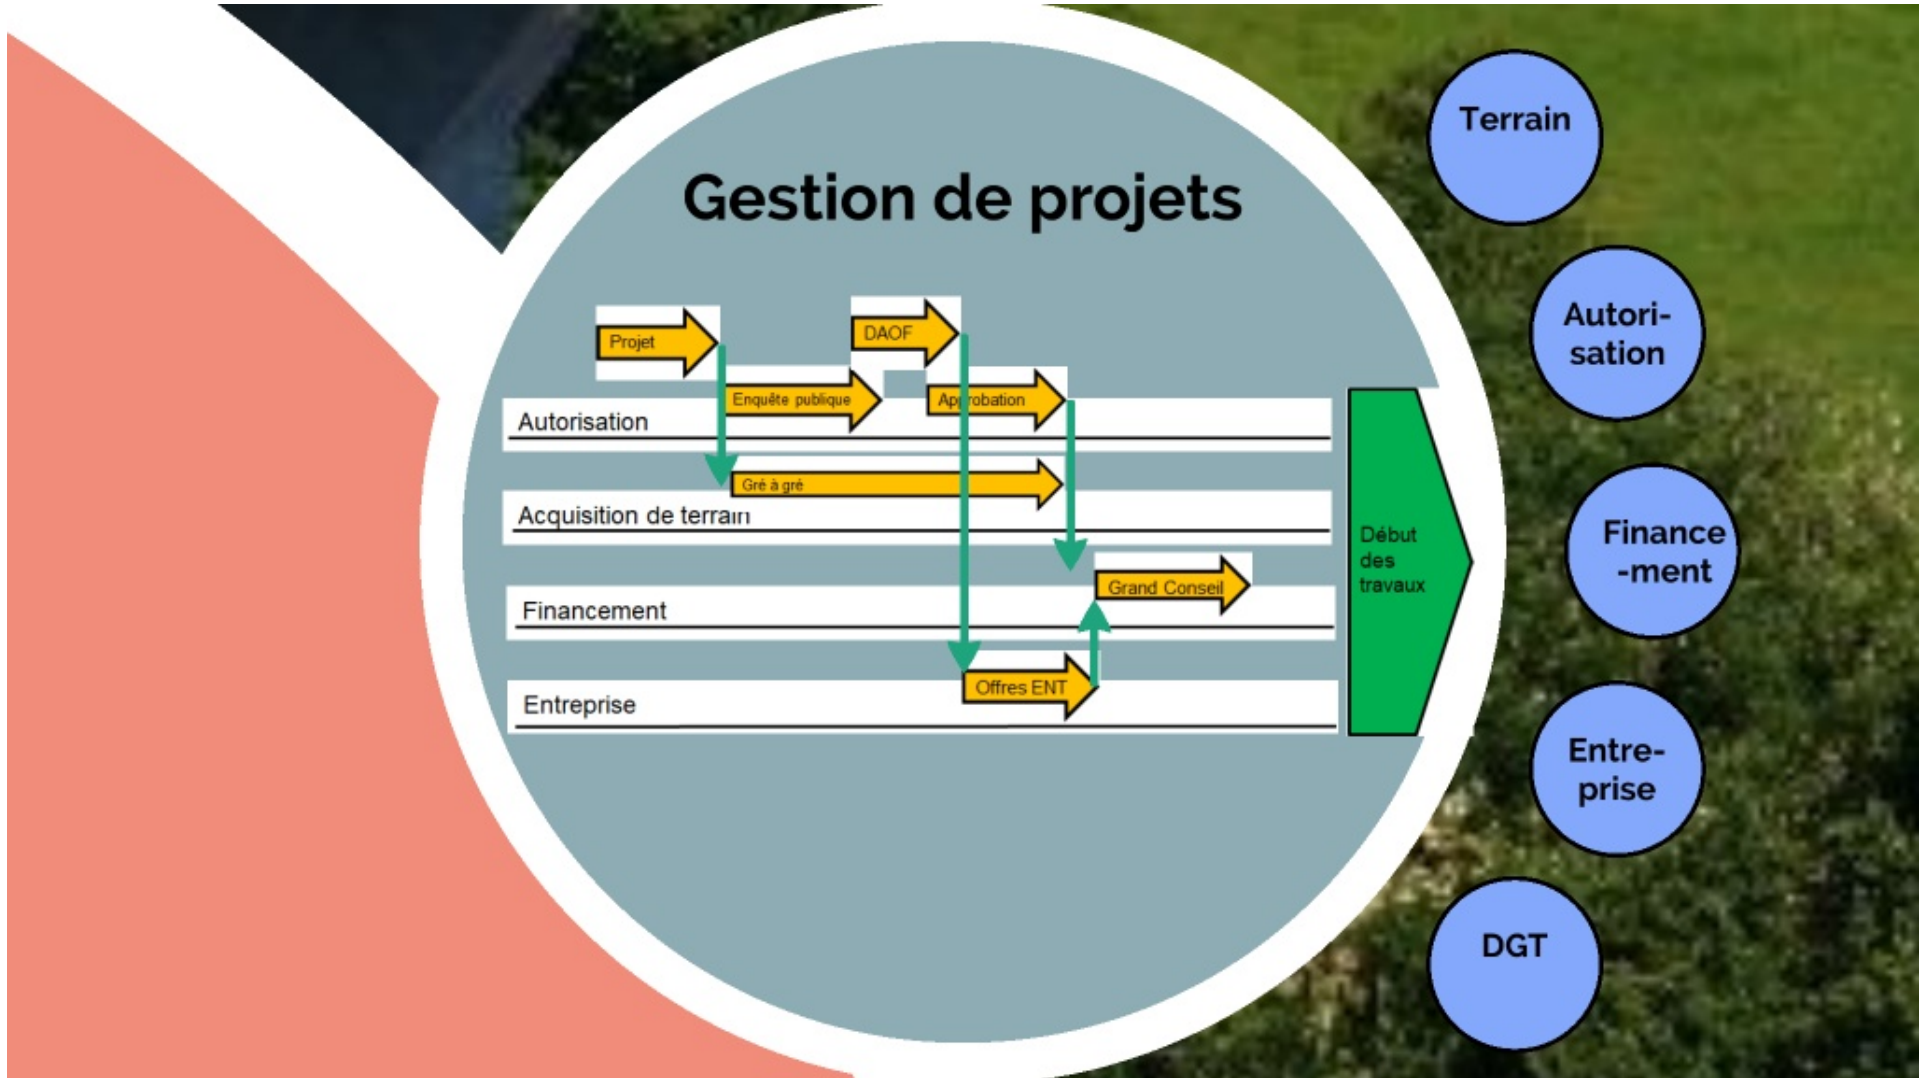 Gestion de projets
Projet
DAOF
Enquête publique
Approbation
Autorisation
Gré à gré
Acquisition de terrain
Grand Conseil
Financement
Offres ENT
Entreprise
Début
des
travaux
Terrain
Autori-
sation
Finance
-ment
Entre-
prise
DGT